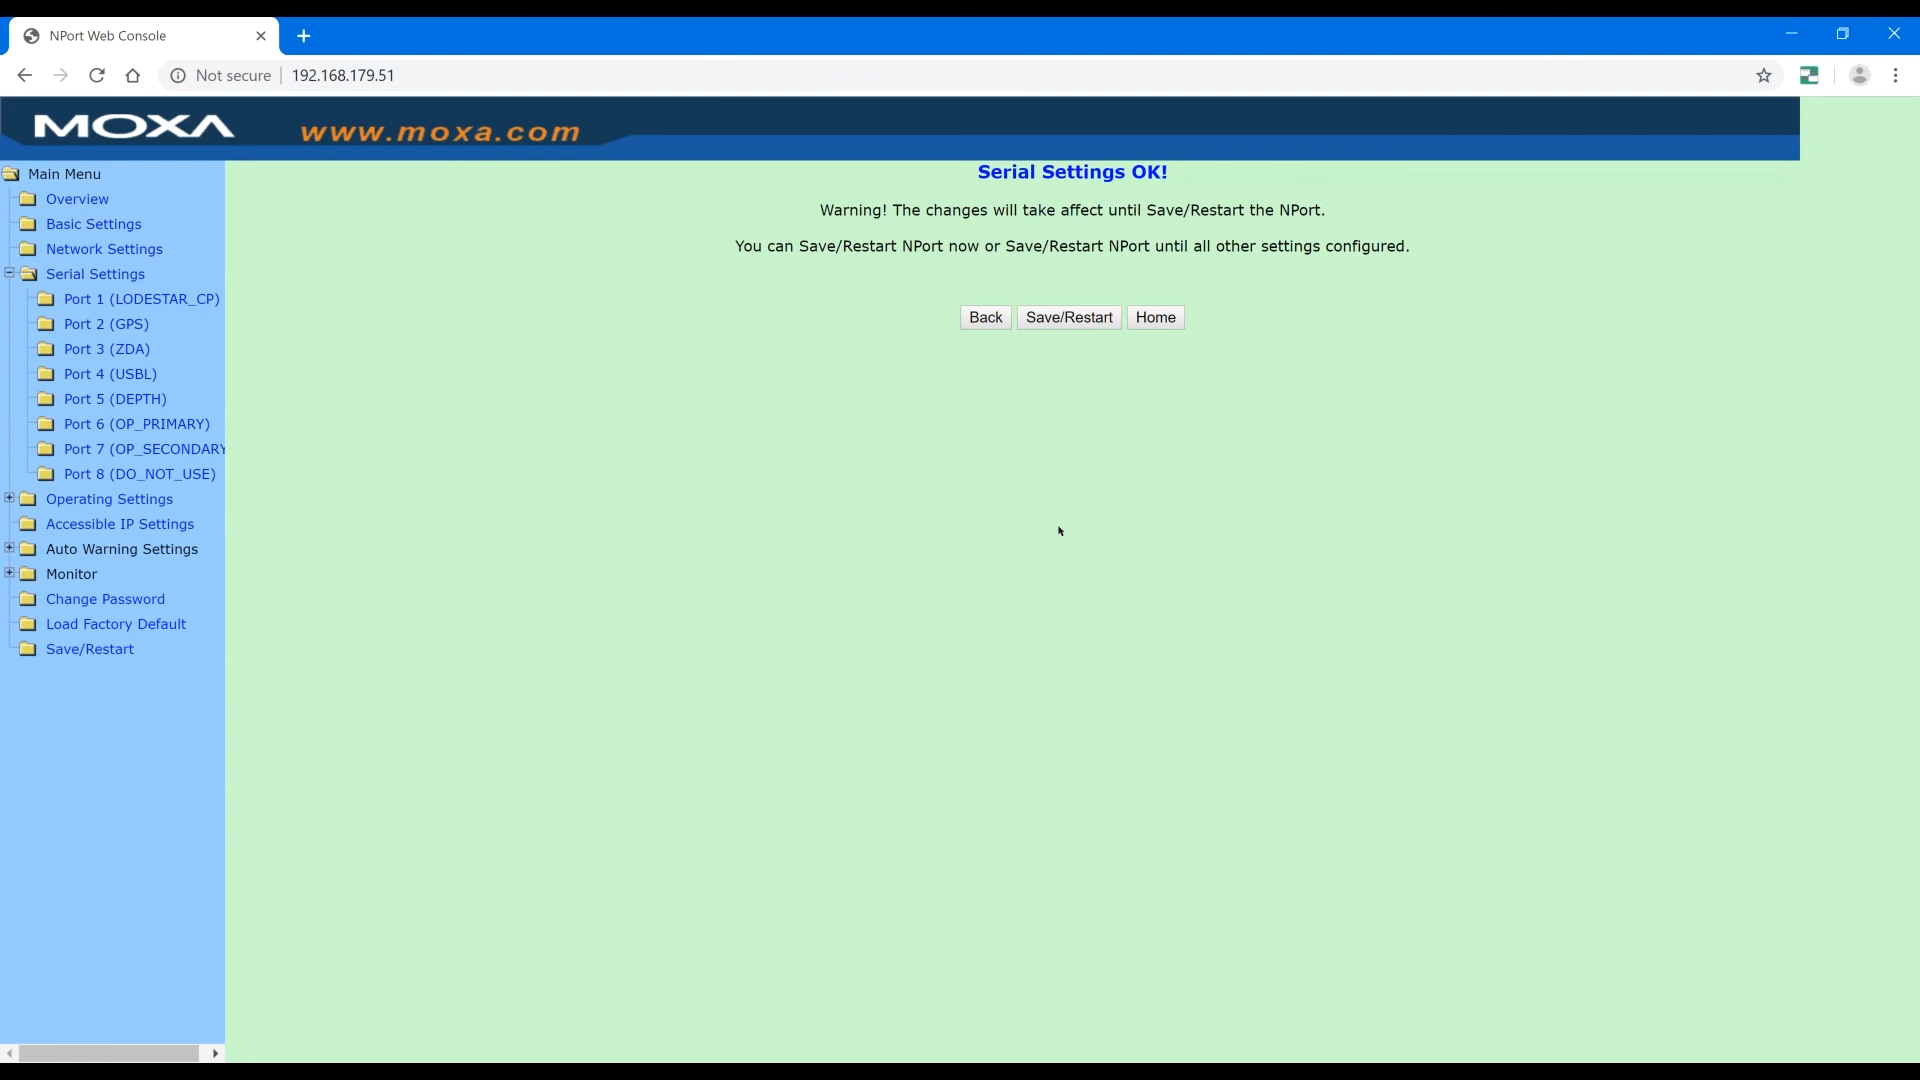 NPort Web Console
Not secure
192.168.179.51
MOXA
www.moxa.com
Main Menu
Overview
Basic Settings
Network Settings
Serial Settings
Port 1 (LODESTAR_CP)
Port 2 (GPS)
Port 3 (ZDA)
Port 4 (USBL)
Port 5 (DEPTH)
Port 6 (OP_PRIMARY)
Port 7 (OP_SECONDARY
Port 8 (DO_NOT_USE)
Operating Settings
Accessible IP Settings
Auto Warning Settings
Monitor
Change Password
Load Factory Default
Save/Restart
Serial Settings OK!
Warning! The changes will take affect until Save/Restart the NPort.
You can Save/Restart NPort now or Save/Restart NPort until all other settings configured.
Back Save/Restart Home